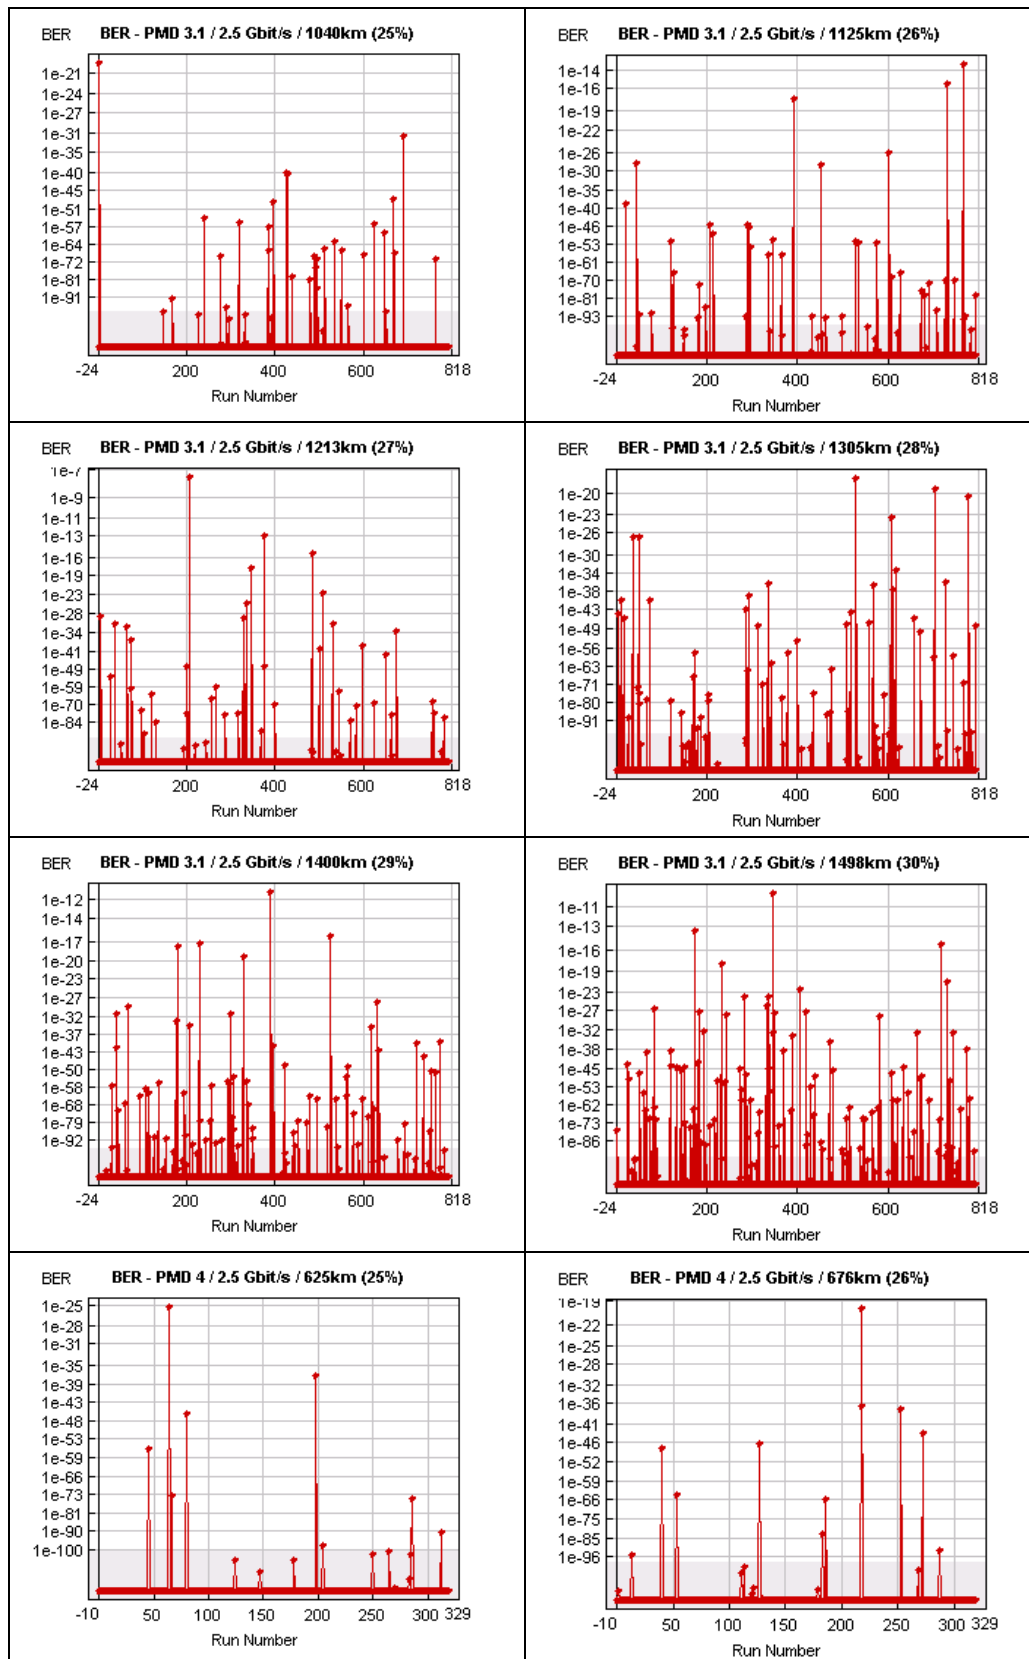 BER BER - PMD 3.1 / 2.5 Gbit/s / 1040km (25%)
1e-21
1e-24
1e-27
1e-31
1e-35
1e-40
1e-45
1e-51
1e-57
1e-64
1e-72
1e-81
1e-91
-24 200 400 600 818
Run Number
BER BER - PMD 3.1 / 2.5 Gbit/s / 1125km (26%)
1e-14
1e-16
1e-19
1e-22
1e-26
1e-30
1e-35
1e-40
1e-46
1e-53
1e-61
1e-70
1e-81
1e-93
-24 200 400 600 818
Run Number
BER BER - PMD 3.1 / 2.5 Gbit/s / 1213km (27%)
1e-7
1e-9
1e-11
1e-13
1e-16
1e-19
1e-23
1e-28
1e-34
1e-41
1e-49
1e-59
1e-70
1e-84
-24 200 400 600 818
Run Number
BER BER - PMD 3.1 / 2.5 Gbit/s / 1305km (28%)
1e-20
1e-23
1e-26
1e-30
1e-34
1e-38
1e-43
1e-49
1e-56
1e-63
1e-71
1e-80
1e-91
-24 200 400 600 818
Run Number
BER BER - PMD 3.1 / 2.5 Gbit/s / 1400km (29%)
1e-12
1e-14
1e-17
1e-20
1e-23
1e-27
1e-32
1e-37
1e-43
1e-50
1e-58
1e-68
1e-79
1e-92
-24 200 400 600 818
Run Number
BER BER - PMD 3.1 / 2.5 Gbit/s / 1498km (30%)
1e-11
1e-13
1e-16
1e-19
1e-23
1e-27
1e-32
1e-38
1e-45
1e-53
1e-62
1e-73
1e-86
-24 200 400 600 818
Run Number
BER BER - PMD 4 / 2.5 Gbit/s / 625km (25%)
1e-25
1e-28
1e-31
1e-35
1e-39
1e-43
1e-48
1e-53
1e-59
1e-66
1e-73
1e-81
1e-90
1e-100
-10 50 100 150 200 250 300 329
Run Number
BER BER - PMD 4 / 2.5 Gbit/s / 676km (26%)
1e-19
1e-22
1e-25
1e-28
1e-32
1e-36
1e-41
1e-46
1e-52
1e-59
1e-66
1e-75
1e-85
1e-96
-10 50 100 150 200 250 300 329
Run Number